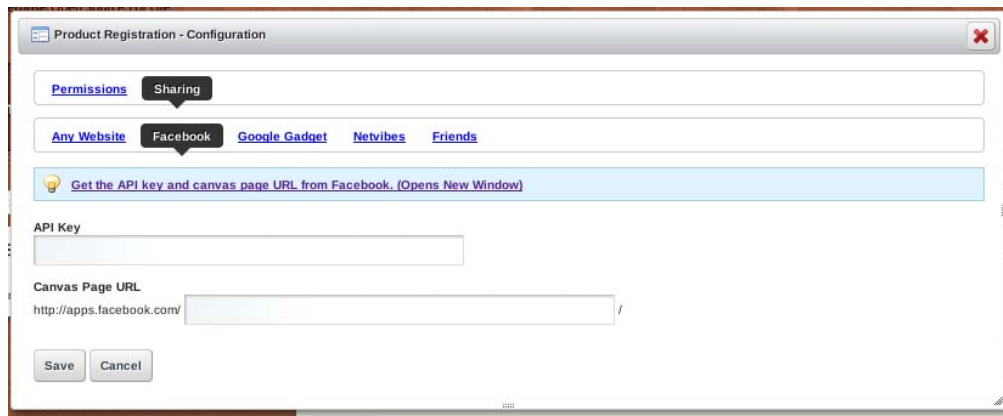 Product Registration - Configuration
Permissions Sharing
Any Website Facebook Google Gadget Netvibes Friends
Get the API key and canvas page URL from Facebook. (Opens New Window)
API Key
Canvas Page URL
http://apps.facebook.com/ /
Save Cancel